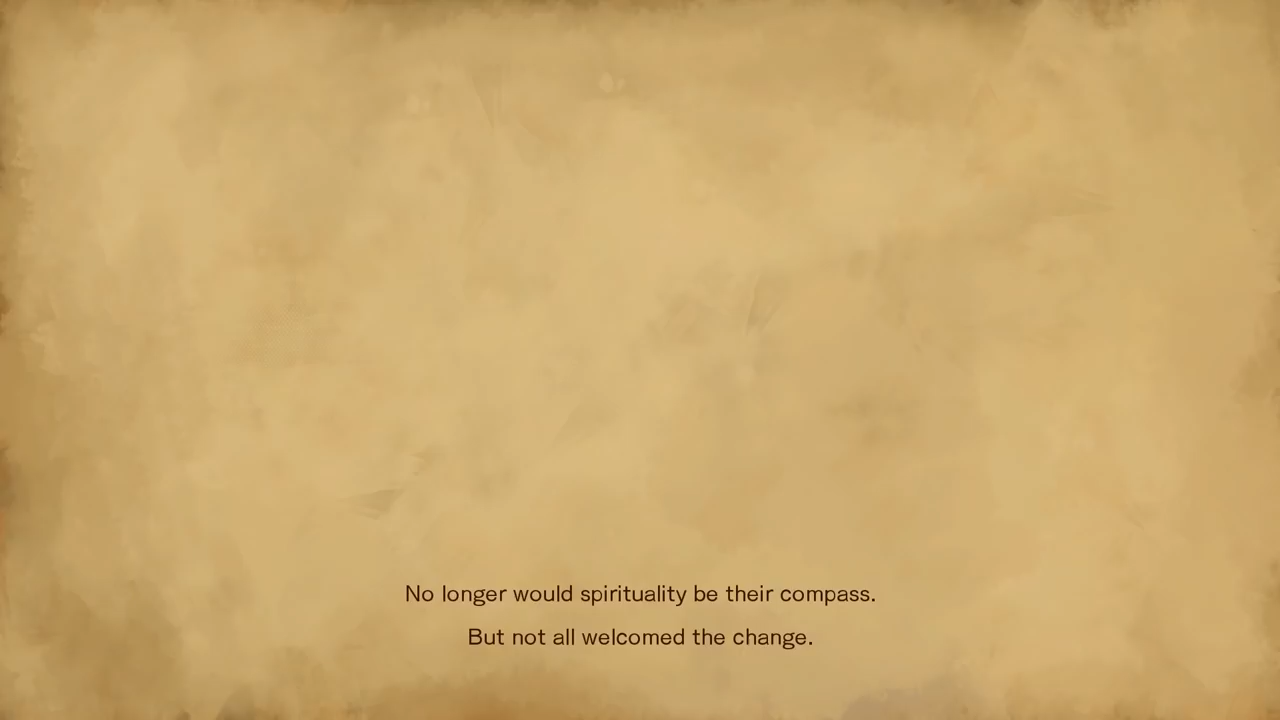 No longer would spirituality be their compass.
But not all welcomed the change.